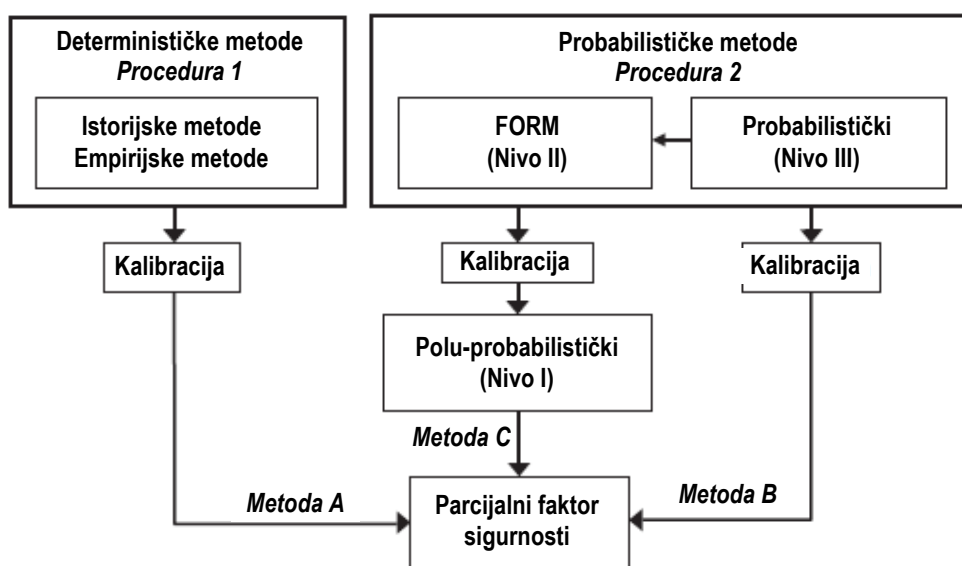 Determinističke metode
Procedura 1
Istorijske metode
Empirijske metode
Probabilističke metode
Procedura 2
FORM
(Nivo II)
Probabilistički
(Nivo III)
Kalibracija
Kalibracija
Kalibracija
Polu-probabilistički
(Nivo I)
Metoda C
Metoda A
Metoda B
Parcijalni faktor
sigurnosti